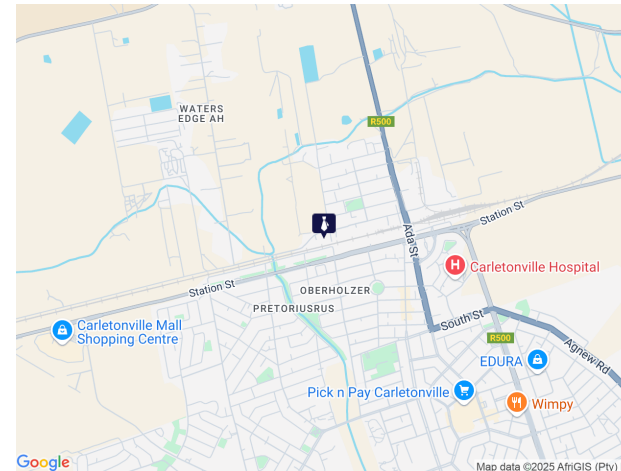 WATERS
EDGE AH
R500
Station St
Ada St
H
Carletonville Hospital
OBERHOLZER
Station St
PRETORIUSRUS
Carletonville Mall
Shopping Centre
South St
R500
Agnew Rd
EDURA
Pick n Pay Carletonville
Wimpy
Google
Map data ©2025 AfriGIS (Pty)